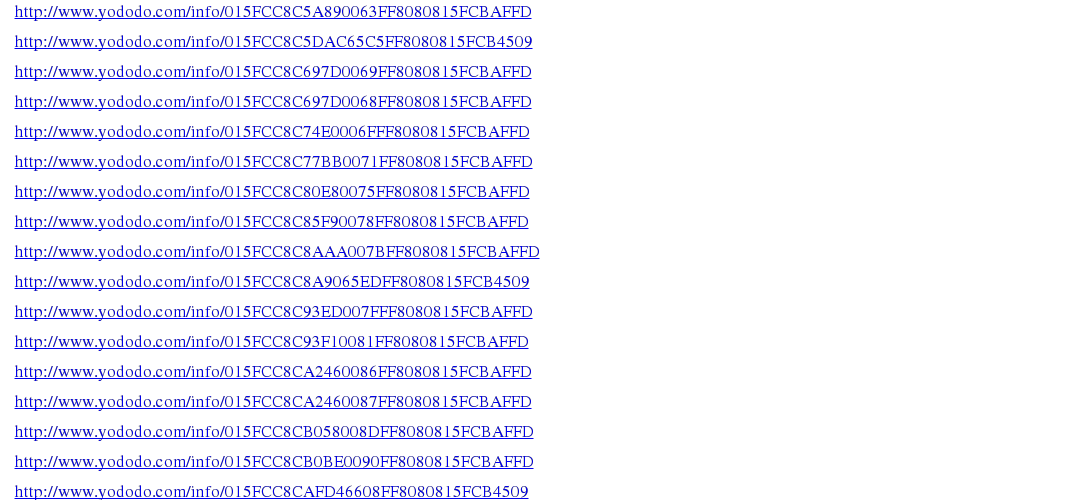 http://www.yododo.com/info/015FCC8C5A890063FF8080815FCBAFFD
http://www.yododo.com/info/015FCC8C5DAC65C5FF8080815FCB4509
http://www.yododo.com/info/015FCC8C697D0069FF8080815FCBAFFD
http://www.yododo.com/info/015FCC8C697D0068FF8080815FCBAFFD
http://www.yododo.com/info/015FCC8C74E0006FFF8080815FCBAFFD
http://www.yododo.com/info/015FCC8C77BB0071FF8080815FCBAFFD
http://www.yododo.com/info/015FCC8C80E80075FF8080815FCBAFFD
http://www.yododo.com/info/015FCC8C85F90078FF8080815FCBAFFD
http://www.yododo.com/info/015FCC8C8AAA007BFF8080815FCBAFFD
http://www.yododo.com/info/015FCC8C8A9065EDFF8080815FCB4509
http://www.yododo.com/info/015FCC8C93ED007FFF8080815FCBAFFD
http://www.yododo.com/info/015FCC8C93F10081FF8080815FCBAFFD
http://www.yododo.com/info/015FCC8CA2460086FF8080815FCBAFFD
http://www.yododo.com/info/015FCC8CA2460087FF8080815FCBAFFD
http://www.yododo.com/info/015FCC8CB058008DFF8080815FCBAFFD
http://www.yododo.com/info/015FCC8CB0BE0090FF8080815FCBAFFD
http://www.yododo.com/info/015FCC8CAFD46608FF8080815FCB4509